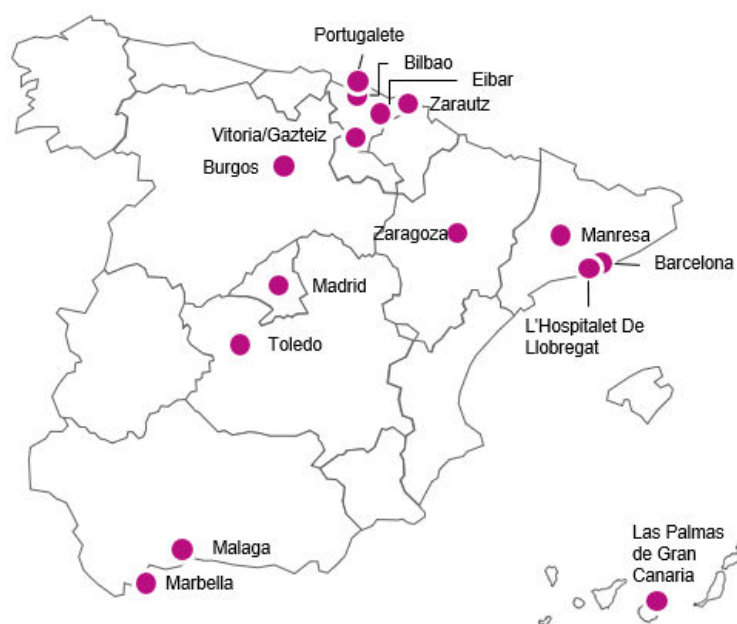 Portugalete
Bilbao
Eibar
Zarautz
Vitoria/Gazteiz
Burgos
Zaragoza
Manresa
Barcelona
Madrid
L'Hospitalet De
Llobregat
Toledo
Malaga
Marbella
Las Palmas
de Gran
Canaria